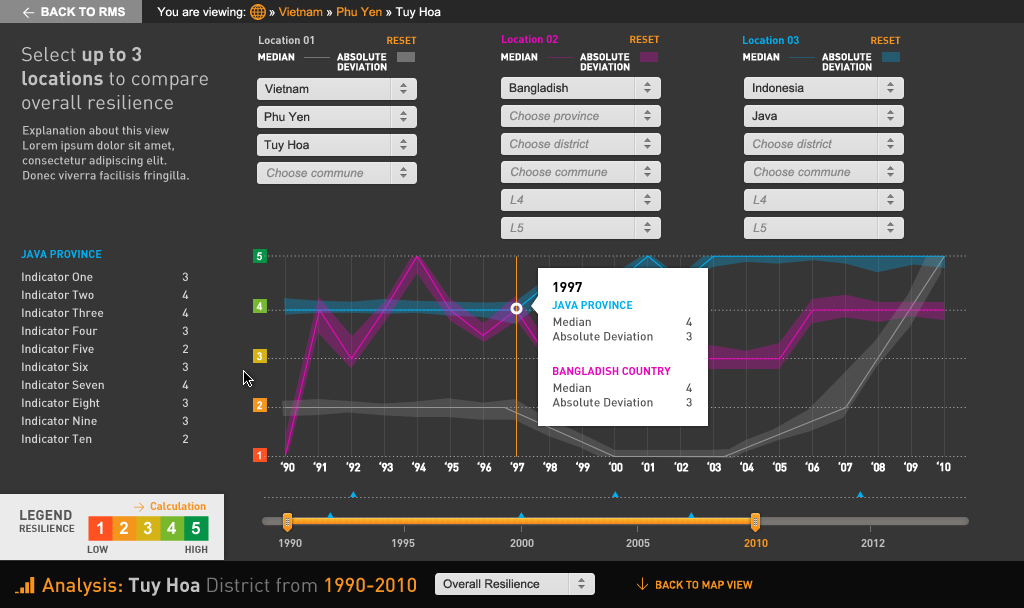 BACK TO RMS
You are viewing: » Vietnam » Phu Yen » Tuy Hoa
Select up to 3
locations to compare
overall resilience
Explanation about this view
Lorem ipsum dolor sit amet,
consectetur adipiscing elit.
Donec viverra facilisis fringilla.
Location 01 RESET
MEDIAN ABSOLUTE
DEVIATION
Vietnam
Phu Yen
Tuy Hoa
Choose commune
Location 02 RESET
MEDIAN ABSOLUTE
DEVIATION
Bangladish
Choose province
Choose district
Choose commune
L4
L5
Location 03 RESET
MEDIAN ABSOLUTE
DEVIATION
Indonesia
Java
Choose district
Choose commune
L4
L5
JAVA PROVINCE
Indicator One 3
Indicator Two 4
Indicator Three 4
Indicator Four 3
Indicator Five 2
Indicator Six 3
Indicator Seven 4
Indicator Eight 3
Indicator Nine 3
Indicator Ten 2
5
4
3
2
1
1997
JAVA PROVINCE
Median 4
Absolute Deviation 3
BANGLADISH COUNTRY
Median 4
Absolute Deviation 3
‘90 ‘91 ‘92 ‘93 ‘94 ‘95 ‘96 ‘97 ‘98 ‘99 ‘00 ‘01 ‘02 ‘03 ‘04 ‘05 ‘06 ‘07 ‘08 ‘09 ‘10
1990 1995 2000 2005 2010 2012
LEGEND
RESILIENCE
Calculation
1 2 3 4 5
LOW HIGH
Analysis: Tuy Hoa District from 1990-2010
Overall Resilience
BACK TO MAP VIEW